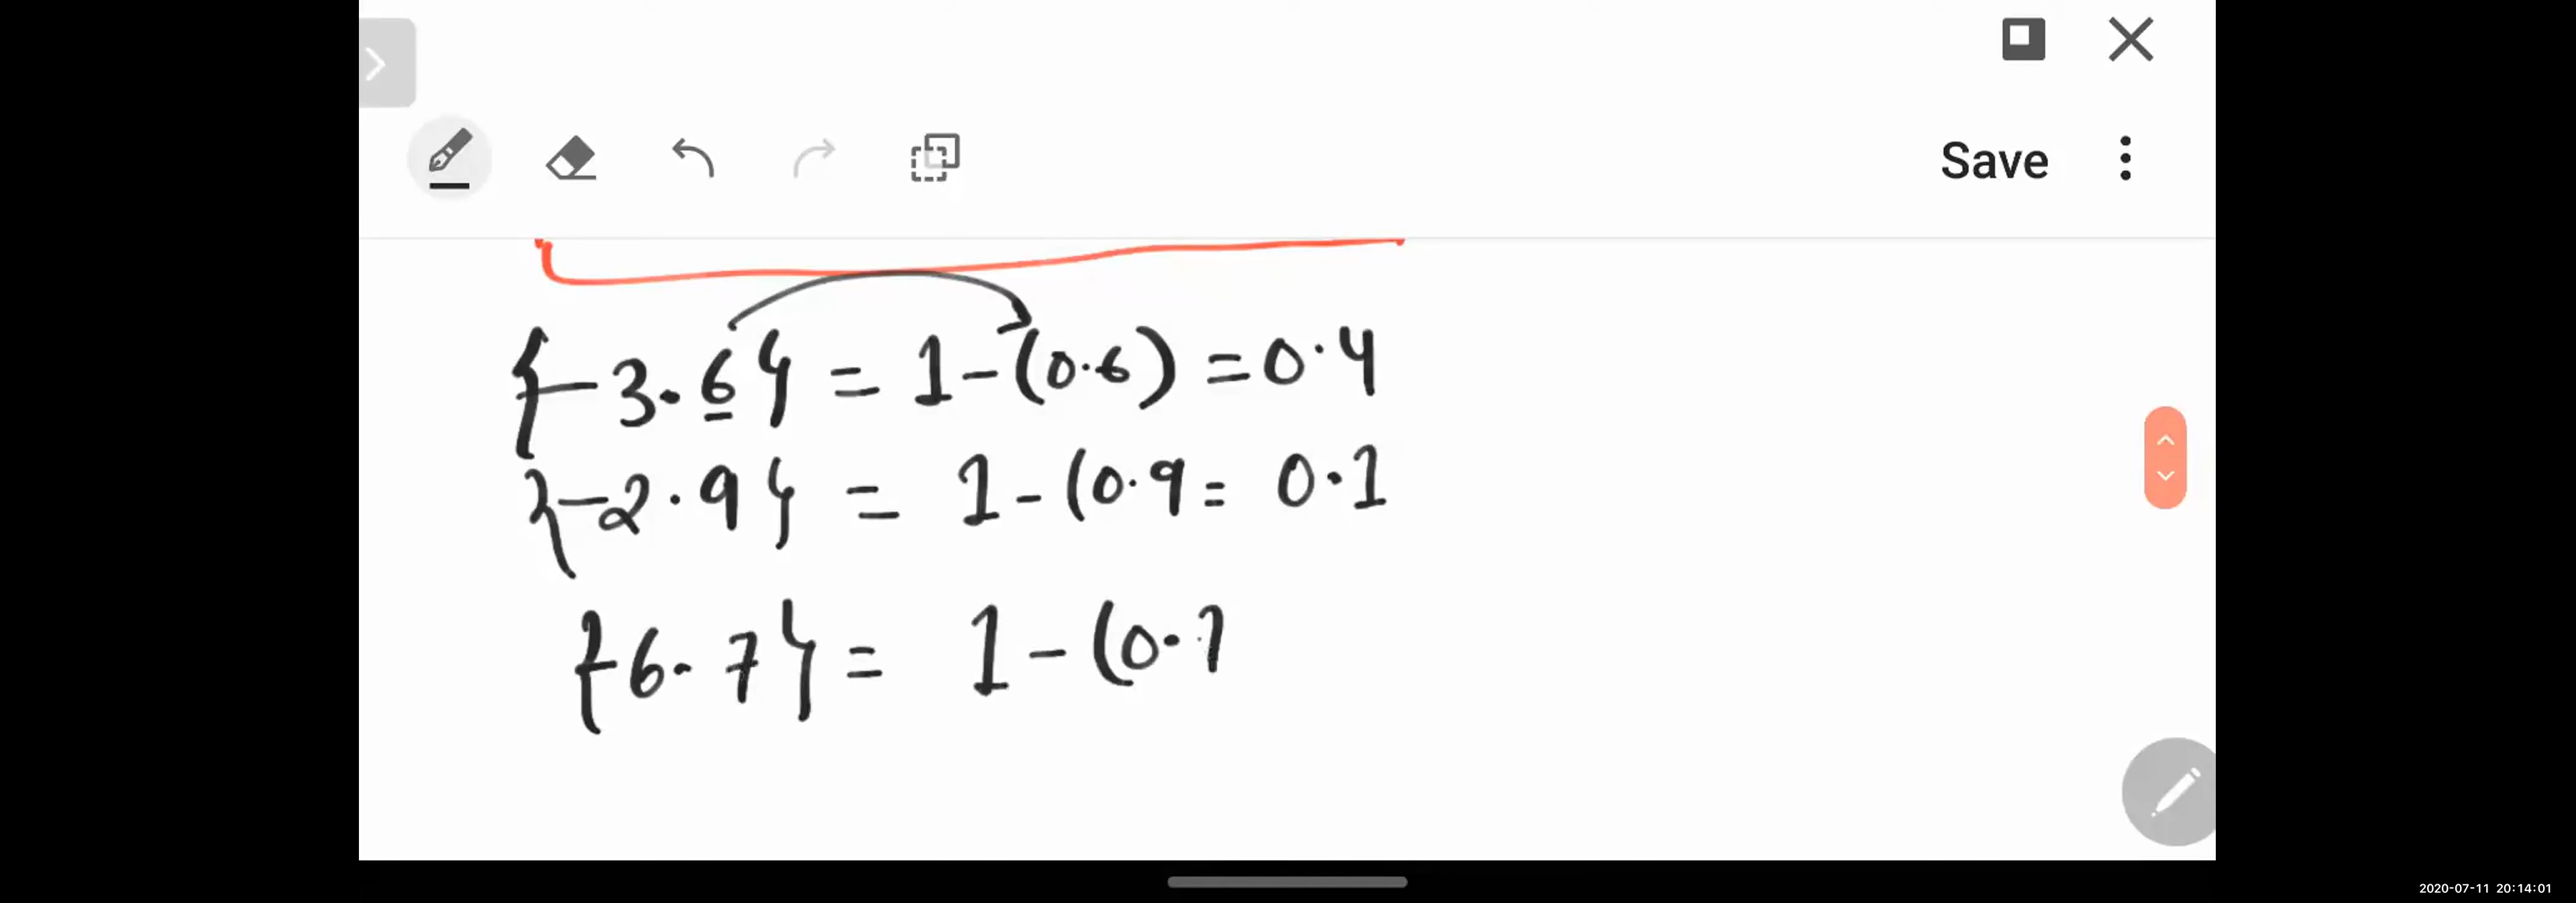 Save
{-3.6} = 1-(0.6) = 0.4
{-2.9} = 1-(0.9 = 0.1
{-6.7} = 1-(0.7
2020-07-11 20:14:01